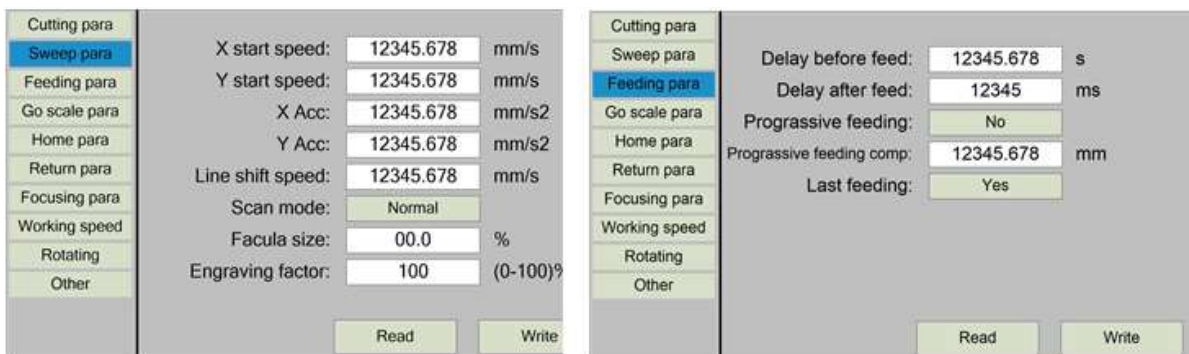 Cutting para
Sweep para
Feeding para
Go scale para
Home para
Return para
Focusing para
Working speed
Rotating
Other
X start speed: 12345.678 mm/s
Y start speed: 12345.678 mm/s
X Acc: 12345.678 mm/s2
Y Acc: 12345.678 mm/s2
Line shift speed: 12345.678 mm/s
Scan mode: Normal
Facula size: 00.0 %
Engraving factor: 100 (0-100)%
Read Write
Cutting para
Sweep para
Feeding para
Go scale para
Home para
Return para
Focusing para
Working speed
Rotating
Other
Delay before feed: 12345.678 s
Delay after feed: 12345 ms
Prograssive feeding: No
Prograssive feeding comp: 12345.678 mm
Last feeding: Yes
Read Write